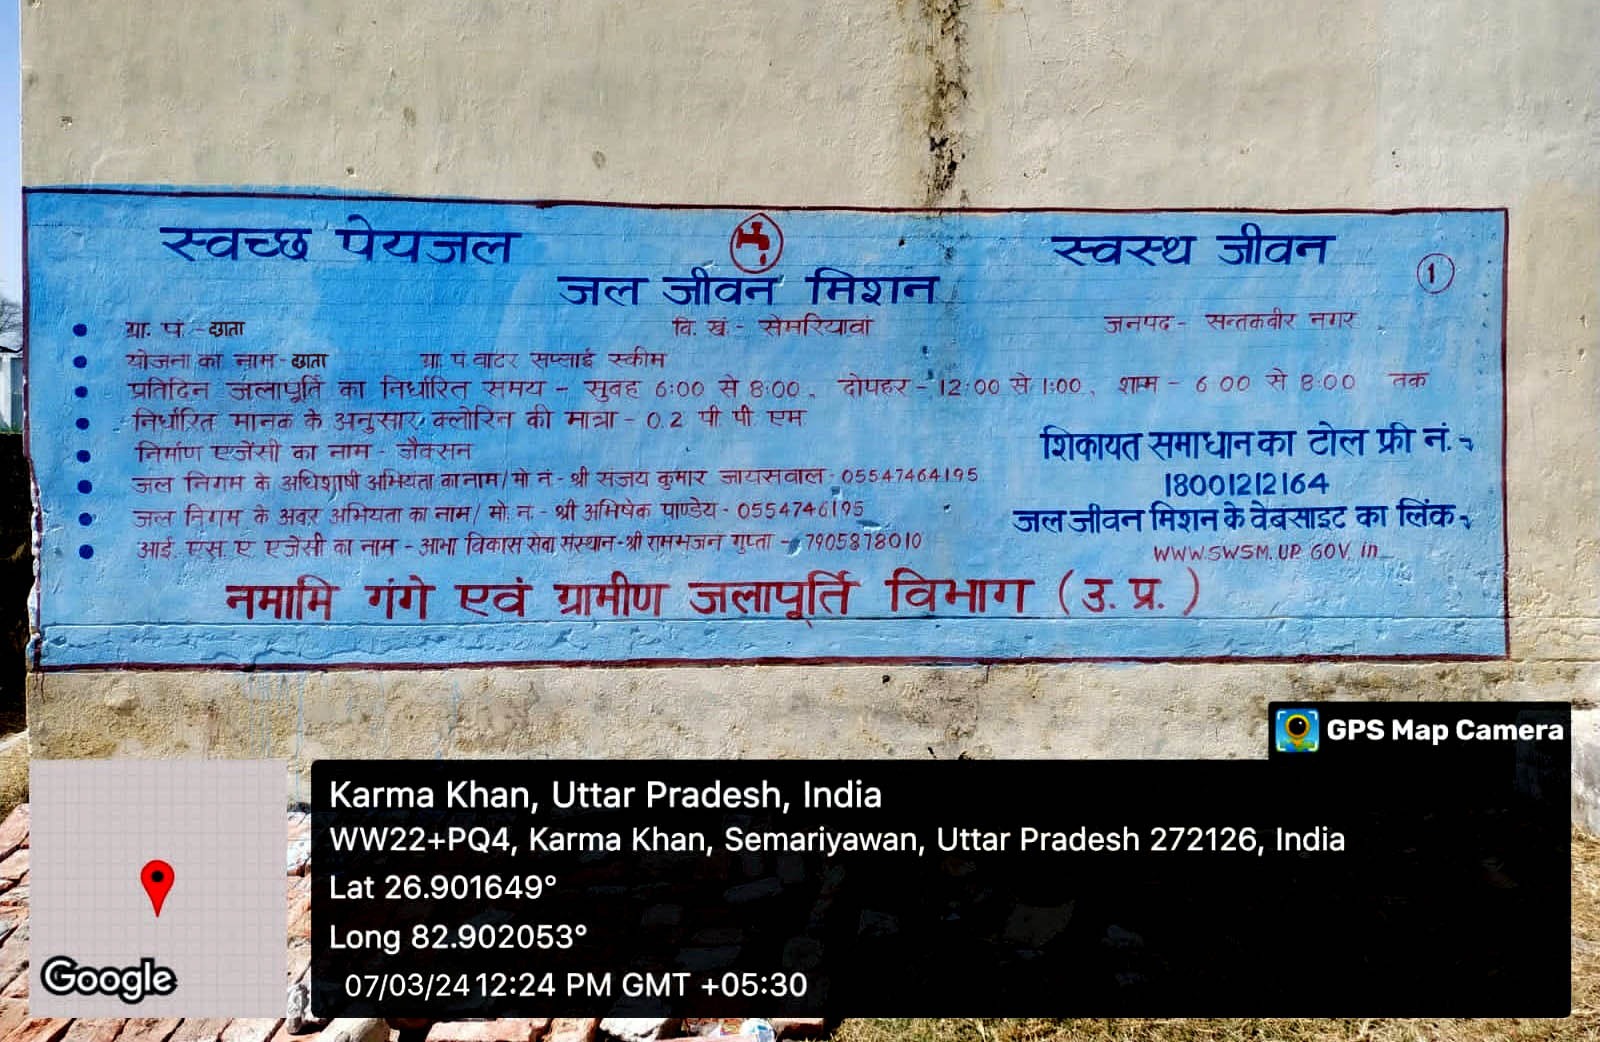 स्वच्छ पेयजल
स्वस्थ जीवन
1
जल जीवन मिशन
ग्रा. पं. - छाता वि. खं. - सेमरियावां जनपद - सन्तकबीर नगर
योजना का नाम - छाता ग्रा. पं वाटर सप्लाई स्कीम
प्रतिदिन जलापूर्ति का निर्धारित समय - सुबह 6:00 से 8:00, दोपहर - 12:00 से 1:00, शाम - 6 00 से 8:00 तक
निर्धारित मानक के अनुसार क्लोरिन की मात्रा - 0.2 पी पी एम
निर्माण एजेंसी का नाम - जैक्सन
जल निगम के अधिशाषी अभियता का नाम/मो नं - श्री संजय कुमार जायसवाल - 05547464195
जल निगम के अवर अभियता का नाम/ मो. न. - श्री अभिषेक पाण्डेय - 0554746195
आई. एस. ए एजेंसी का नाम - आभा विकास सेवा संस्थान - श्री रामभजन गुप्ता - 7905878010
शिकायत समाधान का टोल फ्री नं.
18001212164
जल जीवन मिशन के वेबसाइट का लिंक
WWW.SWSM.UP GOV in
नमामि गंगे एवं ग्रामीण जलापूर्ति विभाग (उ. प्र.)
GPS Map Camera
Karma Khan, Uttar Pradesh, India
WW22+PQ4, Karma Khan, Semariyawan, Uttar Pradesh 272126, India
Lat 26.901649°
Long 82.902053°
07/03/24 12:24 PM GMT +05:30
Google